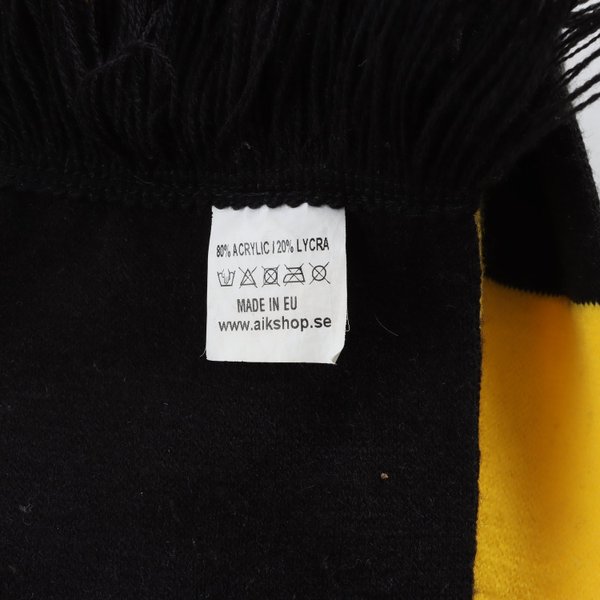 80% ACRYLIC / 20% LYCRA
MADE IN EU
www.aikshop.se